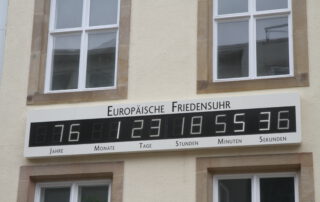 EUROPÄISCHE FRIEDENSUHR
76 1 23 18 55 36
JAHRE MONATE TAGE STUNDEN MINUTEN SEKUNDEN